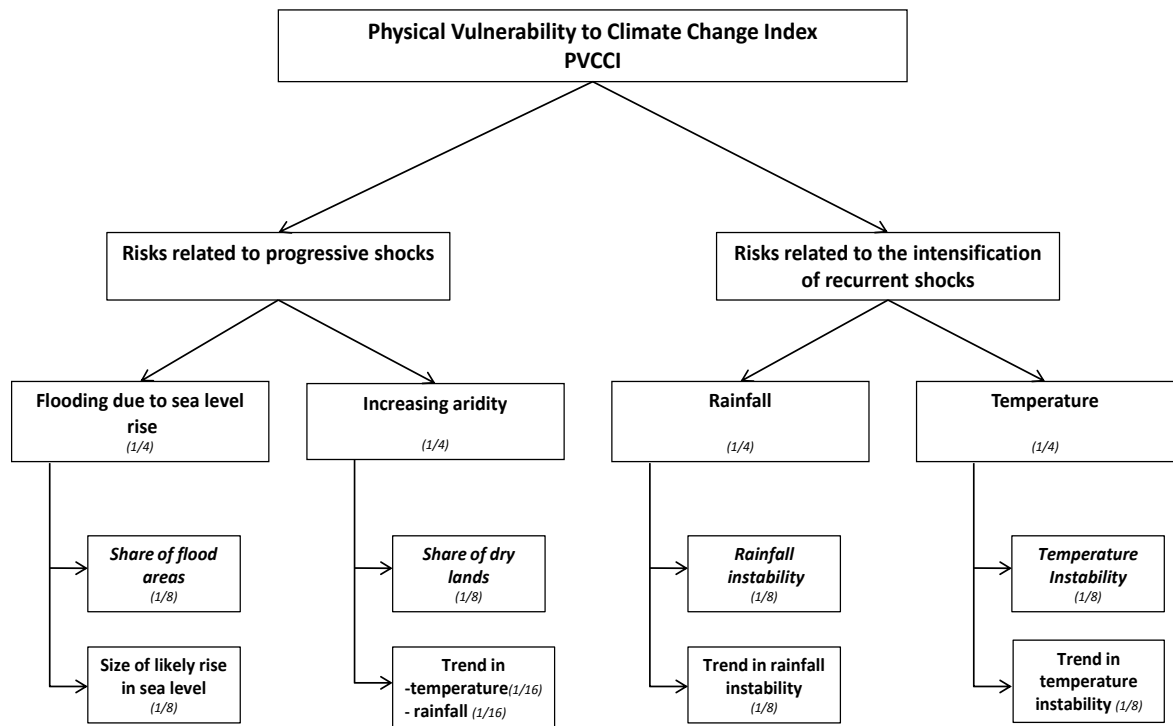 Physical Vulnerability to Climate Change Index
PVCCI
Risks related to progressive shocks
Risks related to the intensification
of recurrent shocks
Flooding due to sea level
rise
(1/4)
Increasing aridity
(1/4)
Rainfall
(1/4)
Temperature
(1/4)
Share of flood
areas
(1/8)
Share of dry
lands
(1/8)
Rainfall
instability
(1/8)
Temperature
Instability
(1/8)
Size of likely rise
in sea level
(1/8)
Trend in
-temperature(1/16)
- rainfall (1/16)
Trend in rainfall
instability
(1/8)
Trend in
temperature
instability (1/8)